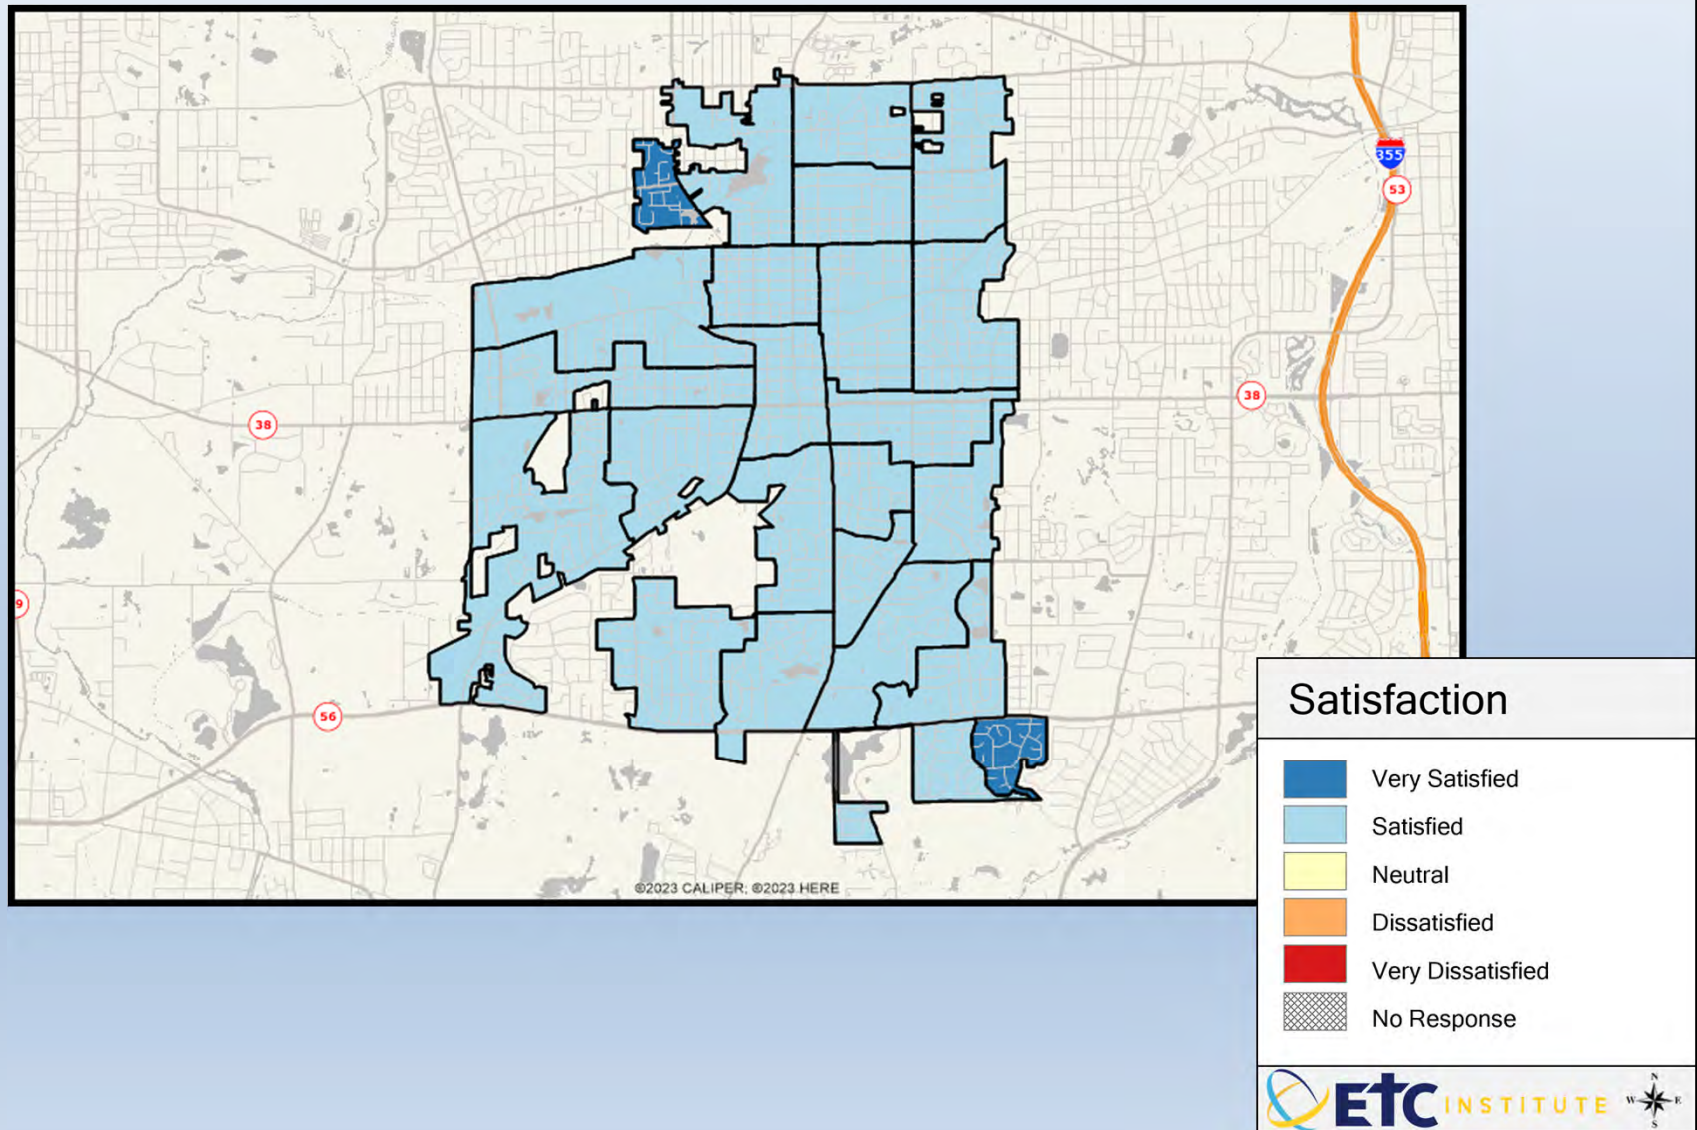 355
53
38
38
9
56
©2023 CALIPER; ©2023 HERE
Satisfaction
Very Satisfied
Satisfied
Neutral
Dissatisfied
Very Dissatisfied
No Response
ETC INSTITUTE
N
W E
S